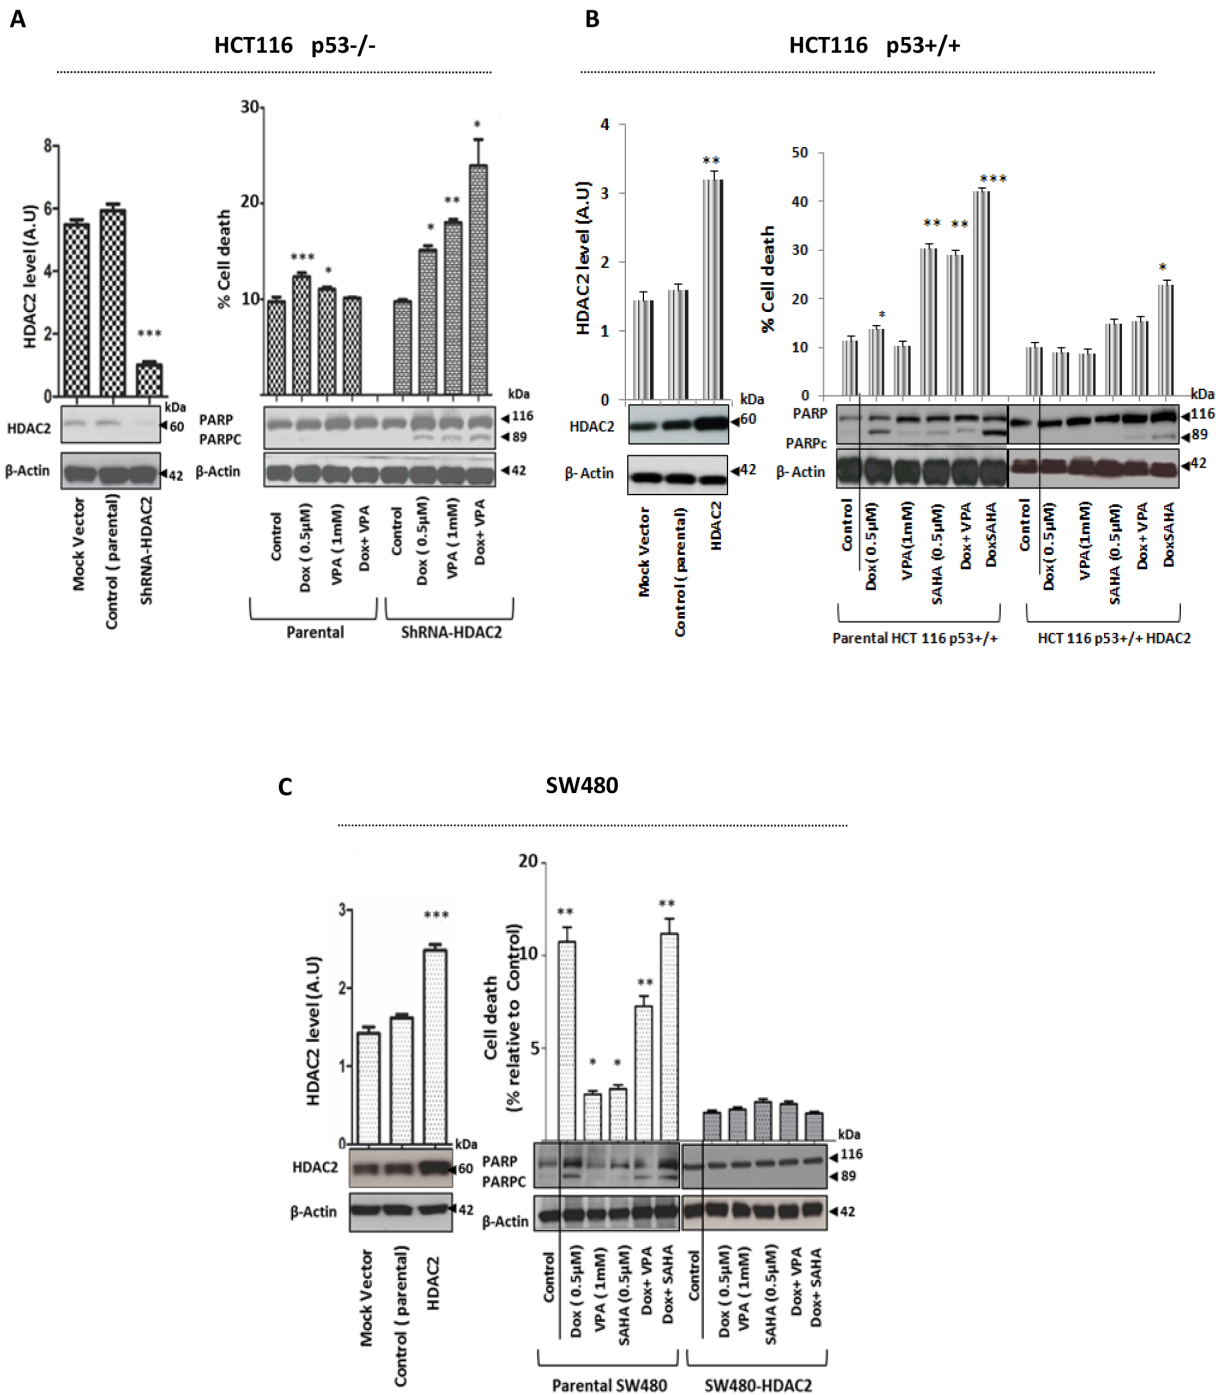 A
HCT116 p53-/-
HDAC2 level (A.U)
8
6
4
2
0
***
kDa
HDAC2
60
β-Actin
42
Mock Vector
Control ( parental)
ShRNA-HDAC2
% Cell death
30
20
10
***
*
*
**
*
kDa
PARP
116
PARPC
89
β-Actin
42
Control
Dox ( 0.5µM)
VPA ( 1mM)
Dox+ VPA
Control
Dox ( 0.5µM)
VPA ( 1mM)
Dox+ VPA
Parental
ShRNA-HDAC2
B
HCT116 p53+/+
HDAC2 level (A.U)
4
3
2
1
0
**
kDa
HDAC2
60
β- Actin
42
Mock Vector
Control ( parental)
HDAC2
% Cell death
50
40
30
20
10
0
*
**
**
***
*
kDa
PARP
116
PARPc
89
β- Actin
42
Control
Dox( 0.5µM)
VPA(1mM)
SAHA (0.5µM)
Dox+ VPA
DoxSAHA
Control
Dox( 0.5µM)
VPA(1mM)
SAHA (0.5µM)
Dox+ VPA
DoxSAHA
Parental HCT 116 p53+/+
HCT 116 p53+/+ HDAC2
C
SW480
HDAC2 level (A.U)
3
2
1
0
***
kDa
HDAC2
60
β-Actin
42
Mock Vector
Control ( parental)
HDAC2
Cell death
(% relative to Control)
20
10
5
**
*
*
**
**
kDa
PARP
116
PARPC
89
β-Actin
42
Control
Dox ( 0.5µM)
VPA ( 1mM)
SAHA (0.5µM)
Dox+ VPA
Dox+ SAHA
Control
Dox ( 0.5µM)
VPA ( 1mM)
SAHA (0.5µM)
Dox+ VPA
Dox+ SAHA
Parental SW480
SW480-HDAC2